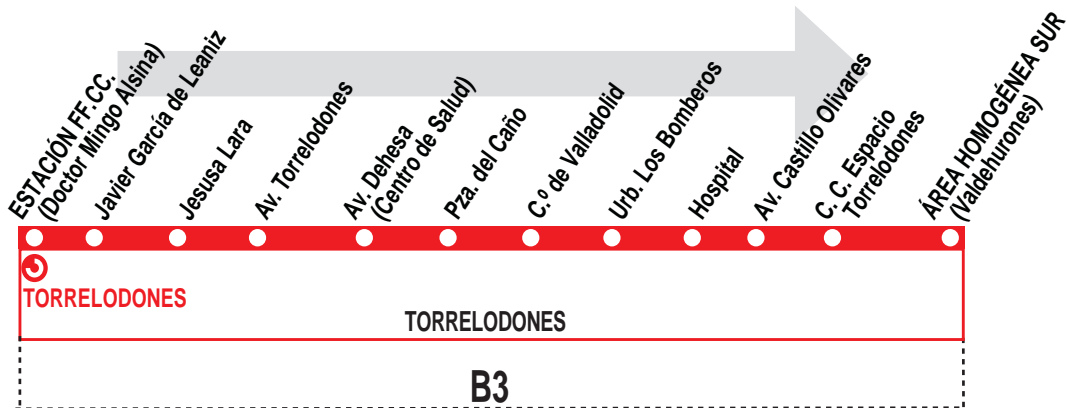 ESTACIÓN FF.CC.
(Doctor Mingo Alsina)
Javier García de Leaniz
Jesusa Lara
Av. Torrelodones
Av. Dehesa
(Centro de Salud)
Pza. del Caño
C.º de Valladolid
Urb. Los Bomberos
Hospital
Av. Castillo Olivares
C. C. Espacio
Torrelodones
ÁREA HOMOGÉNEA SUR
(Valdehurones)
TORRELODONES
TORRELODONES
B3